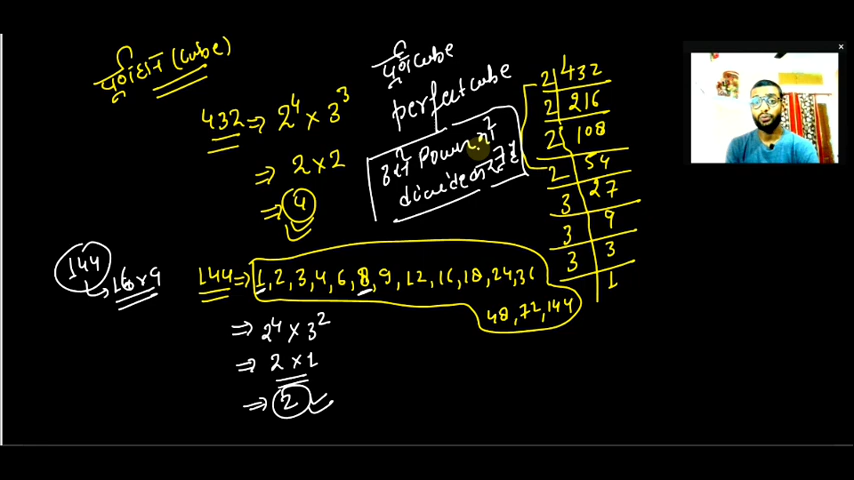 पूर्णघन (Cube)
432 ⇒ 2⁴ × 3³
⇒ 2 × 2
⇒ 4
पूर्ण cube
perfect cube
Power
divide
2 | 432
2 | 216
2 | 108
2 | 54
3 | 27
3 | 9
3 | 3
1
144
16 × 9
144 ⇒ 1, 2, 3, 4, 6, 8, 9, 12, 16, 18, 24, 36
48, 72, 144
⇒ 2⁴ × 3²
⇒ 2 × 1
⇒ 2